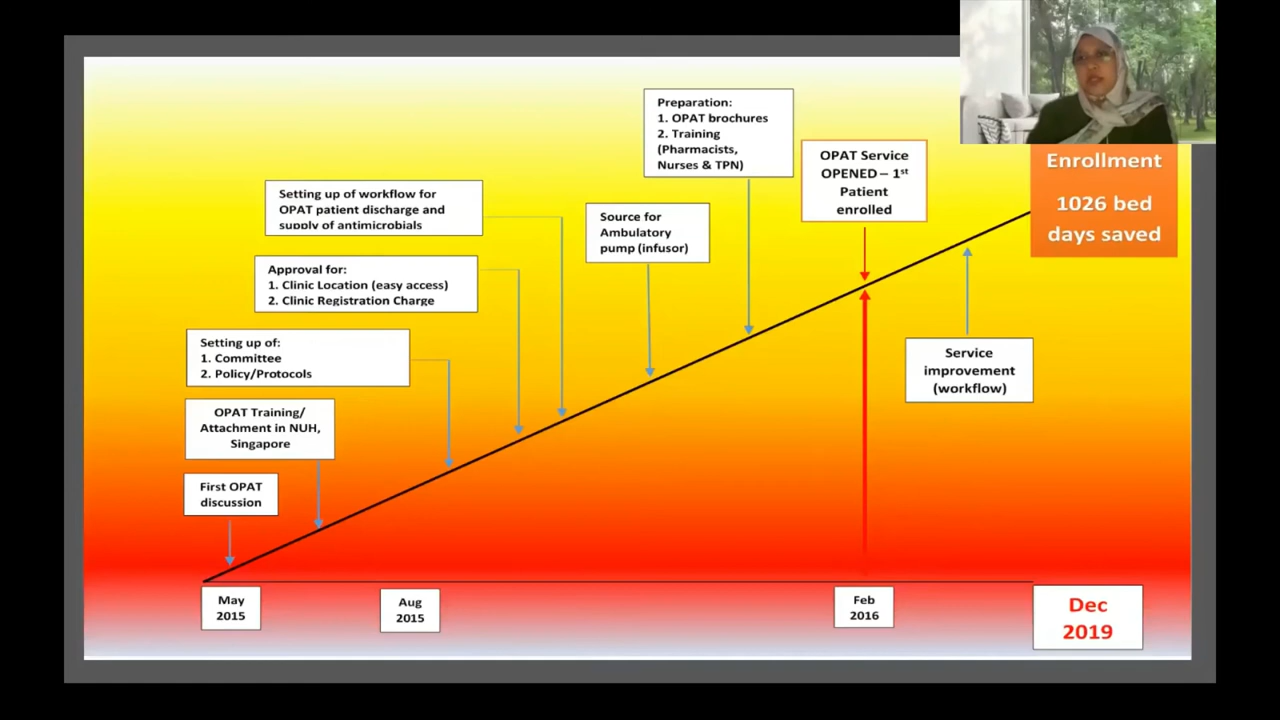 Preparation:
1. OPAT brochures
2. Training
(Pharmacists,
Nurses & TPN)
OPAT Service
OPENED – 1st
Patient
enrolled
Enrollment
1026 bed
days saved
Setting up of workflow for
OPAT patient discharge and
supply of antimicrobials
Source for
Ambulatory
pump (infusor)
Approval for:
1. Clinic Location (easy access)
2. Clinic Registration Charge
Setting up of:
1. Committee
2. Policy/Protocols
Service
improvement
(workflow)
OPAT Training/
Attachment in NUH,
Singapore
First OPAT
discussion
May
2015
Aug
2015
Feb
2016
Dec
2019